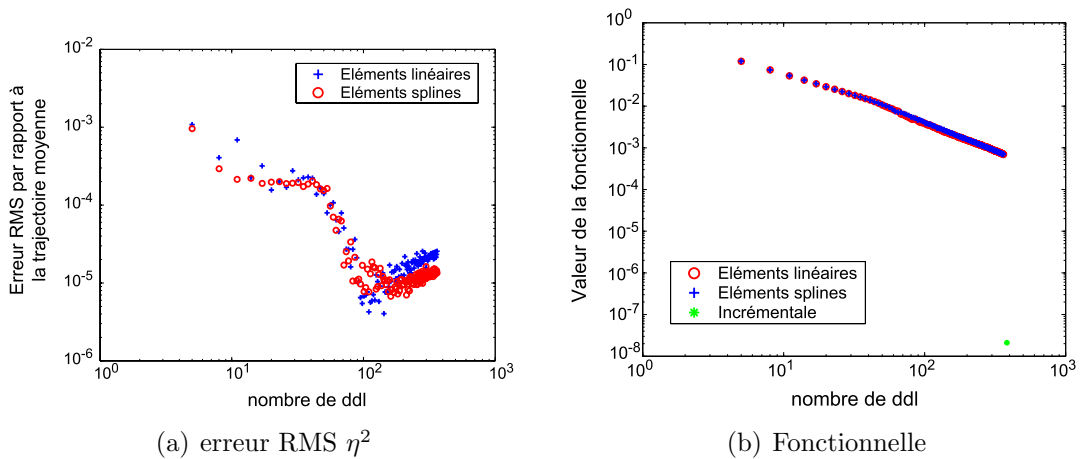 10^-2
10^-3
10^-4
10^-5
10^-6
10^0
10^1
10^2
10^3
Erreur RMS par rapport à
la trajectoire moyenne
nombre de ddl
Eléments linéaires
Eléments splines
(a) erreur RMS η²
10^0
10^-1
10^-2
10^-3
10^-4
10^-5
10^-6
10^-7
10^-8
10^0
10^1
10^2
10^3
Valeur de la fonctionnelle
nombre de ddl
Eléments linéaires
Eléments splines
Incrémentale
(b) Fonctionnelle